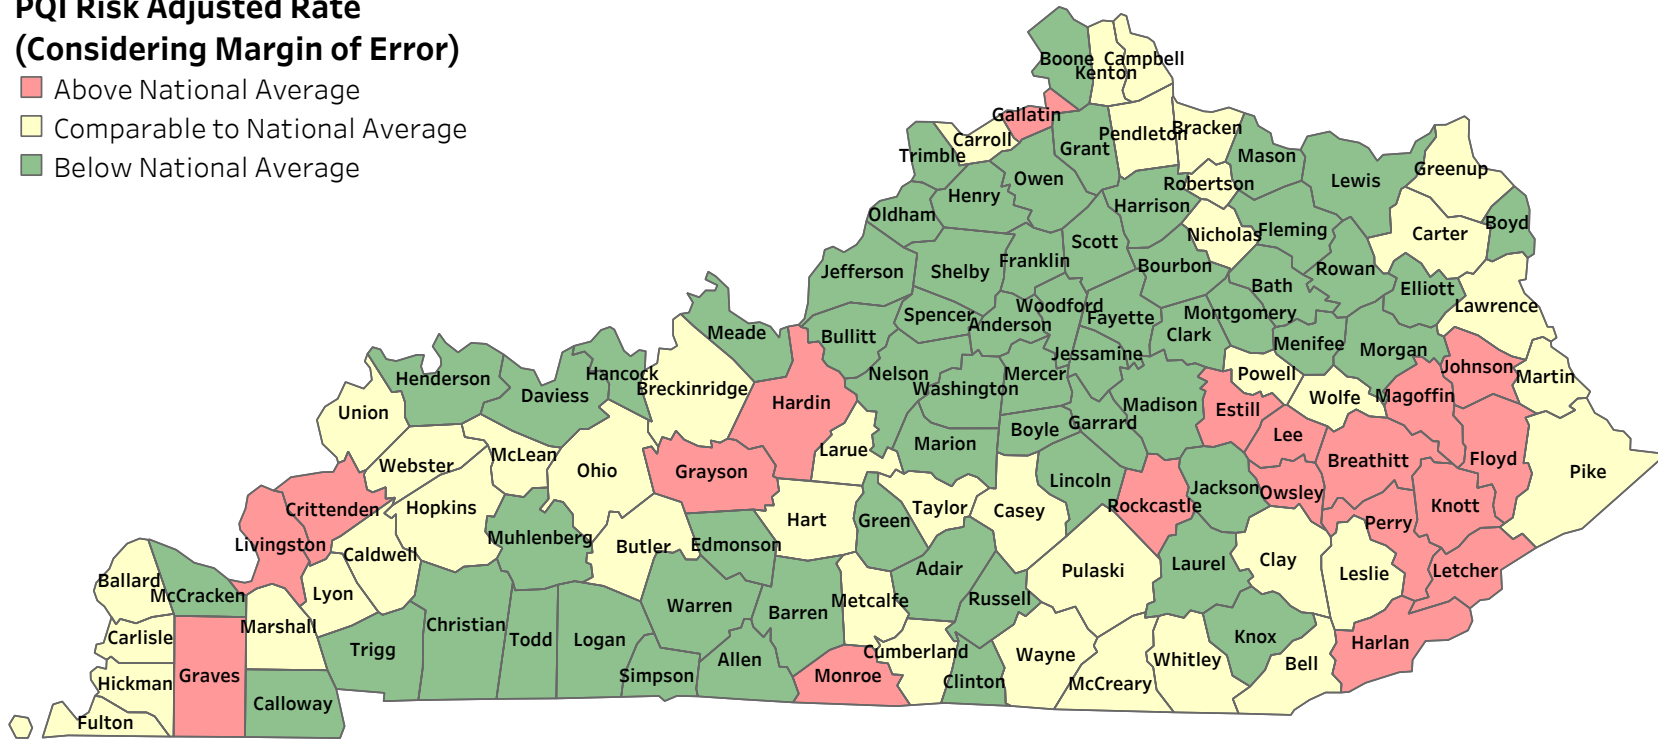 PQI Risk Adjusted Rate
(Considering Margin of Error)
Above National Average
Comparable to National Average
Below National Average
Boone
Campbell
Kenton
Gallatin
Carroll
Grant
Pendleton
Bracken
Trimble
Mason
Owen
Robertson
Lewis
Greenup
Henry
Harrison
Oldham
Boyd
Nicholas
Fleming
Carter
Scott
Jefferson
Shelby
Franklin
Bourbon
Rowan
Bath
Elliott
Woodford
Lawrence
Spencer
Anderson
Fayette
Montgomery
Meade
Bullitt
Clark
Menifee
Morgan
Jessamine
Johnson
Henderson
Hancock
Nelson
Mercer
Powell
Martin
Daviess
Breckinridge
Washington
Magoffin
Hardin
Madison
Wolfe
Union
Estill
Garrard
Boyle
Lee
Marion
Larue
McLean
Webster
Ohio
Grayson
Breathitt
Floyd
Pike
Lincoln
Jackson
Owsley
Crittenden
Hopkins
Taylor
Casey
Rockcastle
Knott
Hart
Green
Perry
Livingston
Muhlenberg
Butler
Edmonson
Caldwell
Clay
Laurel
Adair
Pulaski
Leslie
Letcher
Ballard
McCracken
Lyon
Warren
Metcalfe
Russell
Barren
Marshall
Christian
Carlisle
Todd
Logan
Knox
Harlan
Trigg
Cumberland
Wayne
Whitley
Bell
Allen
Graves
Simpson
Monroe
Hickman
Clinton
McCreary
Calloway
Fulton